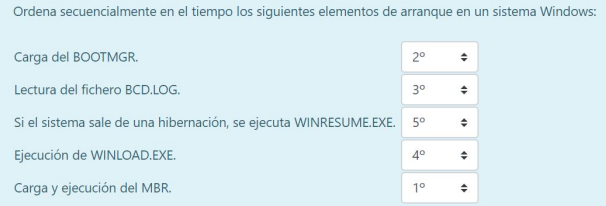 Ordena secuencialmente en el tiempo los siguientes elementos de arranque en un sistema Windows:
Carga del BOOTMGR. 2º
Lectura del fichero BCD.LOG. 3º
Si el sistema sale de una hibernación, se ejecuta WINRESUME.EXE. 5º
Ejecución de WINLOAD.EXE. 4º
Carga y ejecución del MBR. 1º